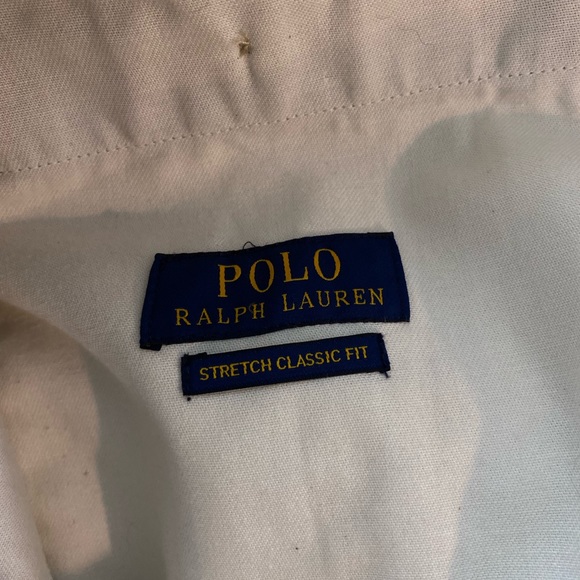 POLO
RALPH LAUREN
STRETCH CLASSIC FIT